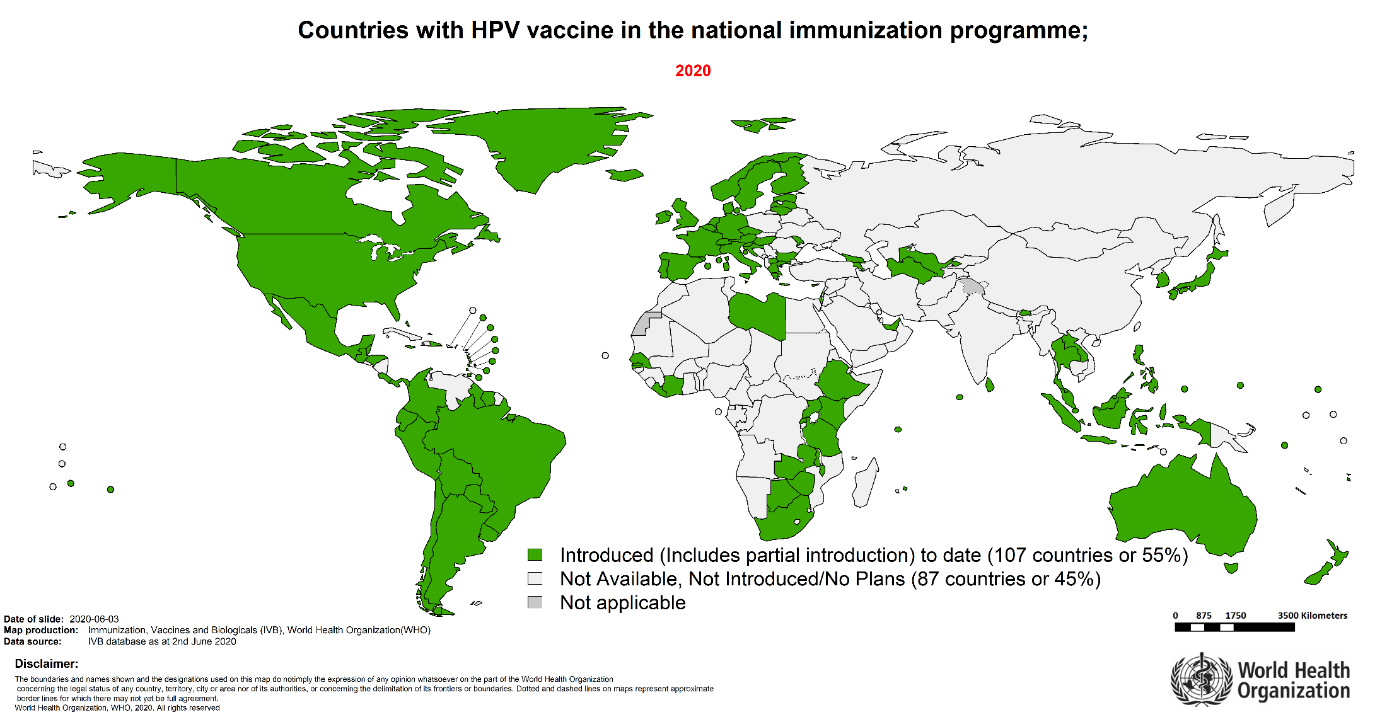 Countries with HPV vaccine in the national immunization programme;
2020
Introduced (Includes partial introduction) to date (107 countries or 55%)
Not Available, Not Introduced/No Plans (87 countries or 45%)
Not applicable
Date of slide: 2020-06-03
Map production: Immunization, Vaccines and Biologicals (IVB), World Health Organization(WHO)
Data source: IVB database as at 2nd June 2020
0 875 1750 3500 Kilometers
Disclaimer:
The boundaries and names shown and the designations used on this map do notimply the expression of any opinion whatsoever on the part of the World Health Organization
concerning the legal status of any country, territory, city or area nor of its authorities, or concerning the delimitation of its frontiers or boundaries. Dotted and dashed lines on maps represent approximate
border lines for which there may not yet be full agreement.
World Health Organization, WHO, 2020. All rights reserved
World Health
Organization